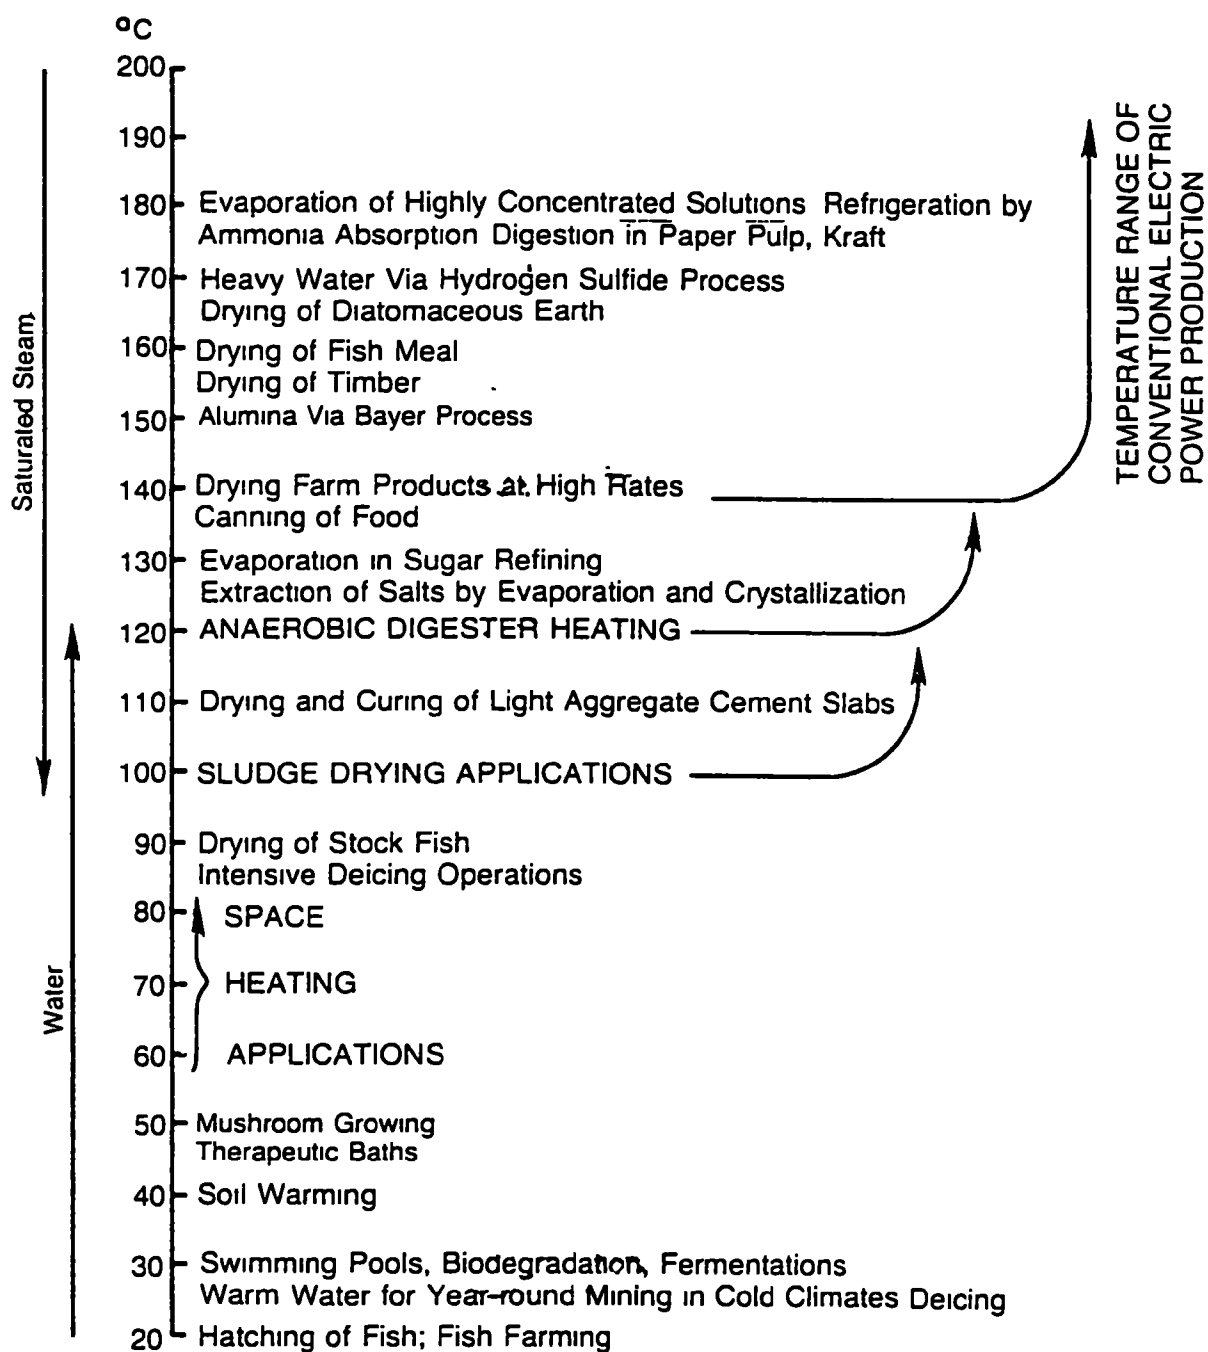 °C
200
190
180 Evaporation of Highly Concentrated Solutions Refrigeration by
Ammonia Absorption Digestion in Paper Pulp, Kraft
170 Heavy Water Via Hydrogen Sulfide Process
Drying of Diatomaceous Earth
160 Drying of Fish Meal
Drying of Timber
150 Alumina Via Bayer Process
140 Drying Farm Products at High Rates
Canning of Food
130 Evaporation in Sugar Refining
Extraction of Salts by Evaporation and Crystallization
120 ANAEROBIC DIGESTER HEATING
110 Drying and Curing of Light Aggregate Cement Slabs
100 SLUDGE DRYING APPLICATIONS
90 Drying of Stock Fish
Intensive Deicing Operations
80 SPACE
70 HEATING
60 APPLICATIONS
50 Mushroom Growing
Therapeutic Baths
40 Soil Warming
30 Swimming Pools, Biodegradation, Fermentations
Warm Water for Year-round Mining in Cold Climates Deicing
20 Hatching of Fish; Fish Farming
Saturated Steam
Water
TEMPERATURE RANGE OF
CONVENTIONAL ELECTRIC
POWER PRODUCTION